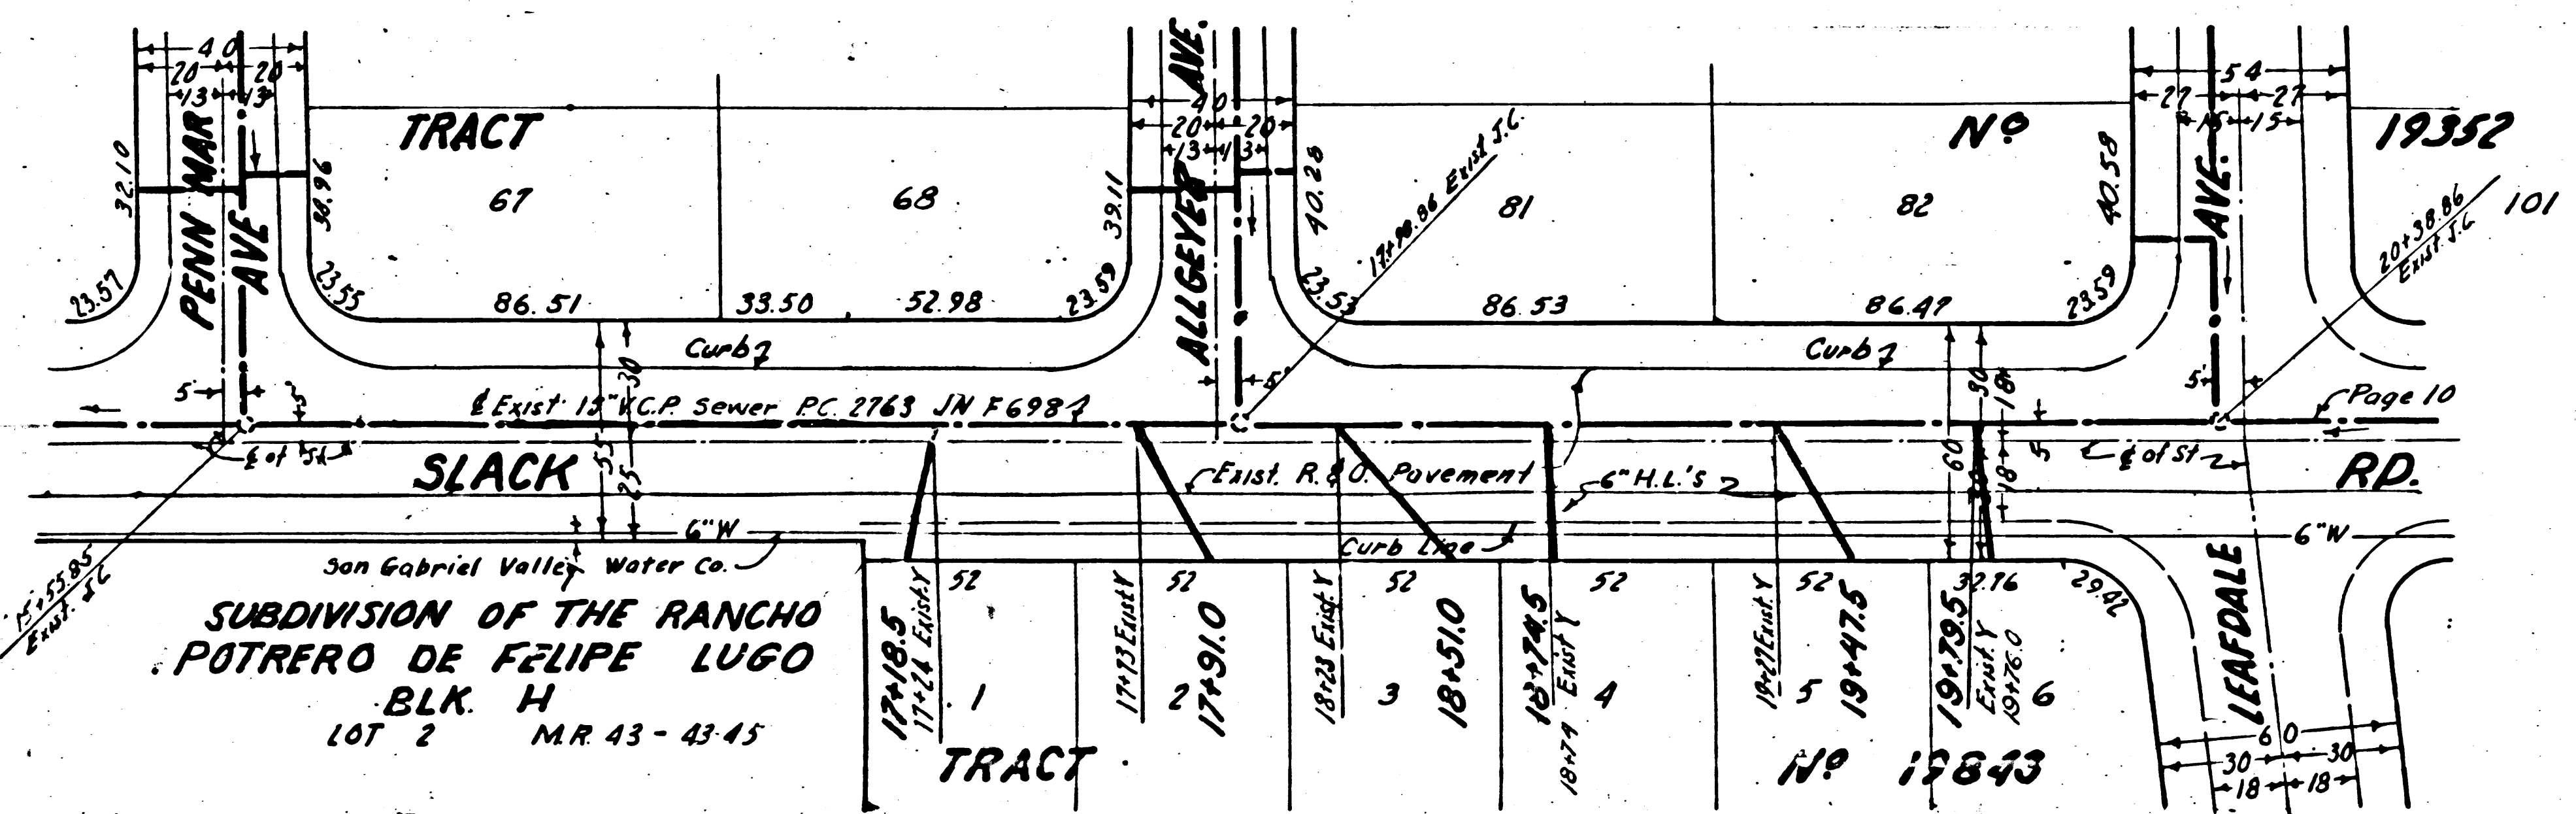 40
20 20
13 13
PENN MAR
AVE
32.10
38.96
23.57
23.55
TRACT
67
68
86.51
33.50
52.98
23.59
39.11
40
20 20
13 13
ALLGEYER AVE.
40.28
23.53
17+98.86 Exist. J.C.
81
82
86.53
86.47
23.59
40.58
No
54
27 27
15 15
AVE.
19352
20+38.86
Exist. J.C.
101
Curb
Curb
5
5
30
5'
30
18
5
5
℄ Exist. 15" V.C.P. Sewer P.C. 2763 JN F698
Page 10
℄ of St
SLACK
55
25
Exist. R. & O. Pavement
6" H.L.'s
60
18
℄ of St
RD.
6"W
Curb Line
6"W
San Gabriel Valley Water Co.
15+55.85
Exist. J.C.
SUBDIVISION OF THE RANCHO
POTRERO DE FELIPE LUGO
BLK. H
LOT 2 M.R. 43-43-45
52
52
52
52
52
32.76
29.42
17+18.5
17+24 Exist. Y
1
17+73 Exist. Y
2
17+91.0
18+23 Exist. Y
3
18+51.0
18+74.5
18+74 Exist Y
4
19+27 Exist. Y
5
19+47.5
19+79.5
Exist. Y
19+76.0
6
LEAFDALE
TRACT
No 19843
60
30 30
18 18